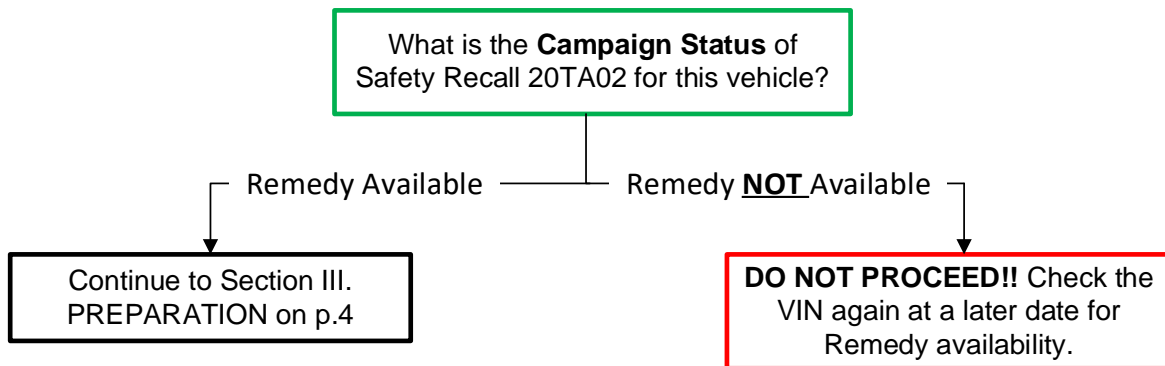 What is the Campaign Status of
Safety Recall 20TA02 for this vehicle?
Remedy Available
Remedy NOT Available
Continue to Section III.
PREPARATION on p.4
DO NOT PROCEED!! Check the
VIN again at a later date for
Remedy availability.